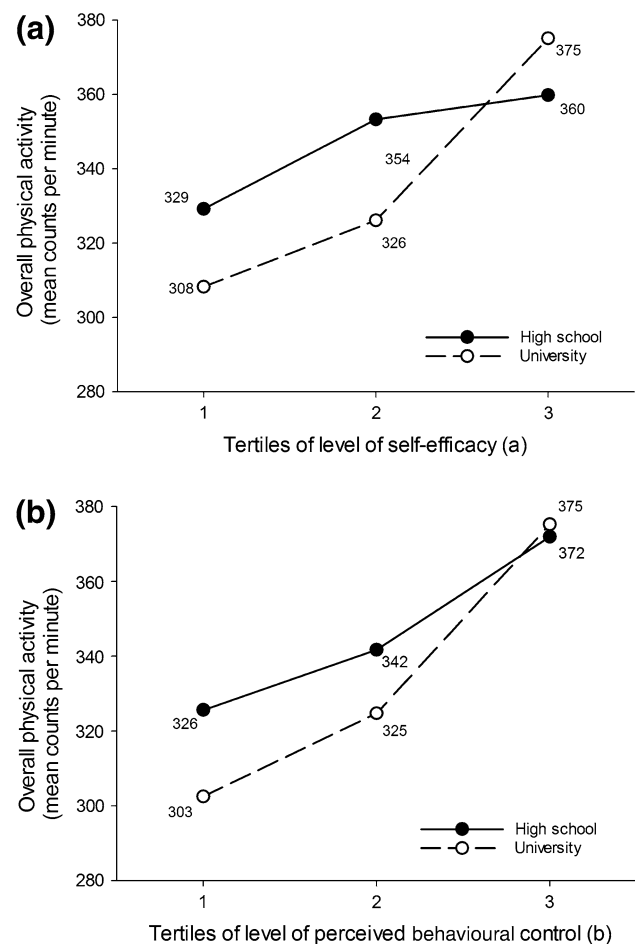 (a)
380
375
360
360
354
340
329
326
320
308
300
280
Overall physical activity
(mean counts per minute)
High school
University
1 2 3
Tertiles of level of self-efficacy (a)
(b)
380
375
372
360
342
340
326
325
320
303
300
280
Overall physical activity
(mean counts per minute)
High school
University
1 2 3
Tertiles of level of perceived behavioural control (b)